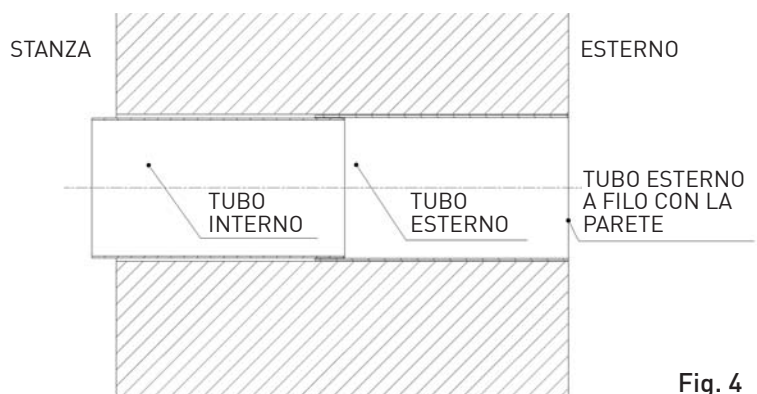 STANZA
ESTERNO
TUBO
INTERNO
TUBO
ESTERNO
TUBO ESTERNO
A FILO CON LA
PARETE
Fig. 4